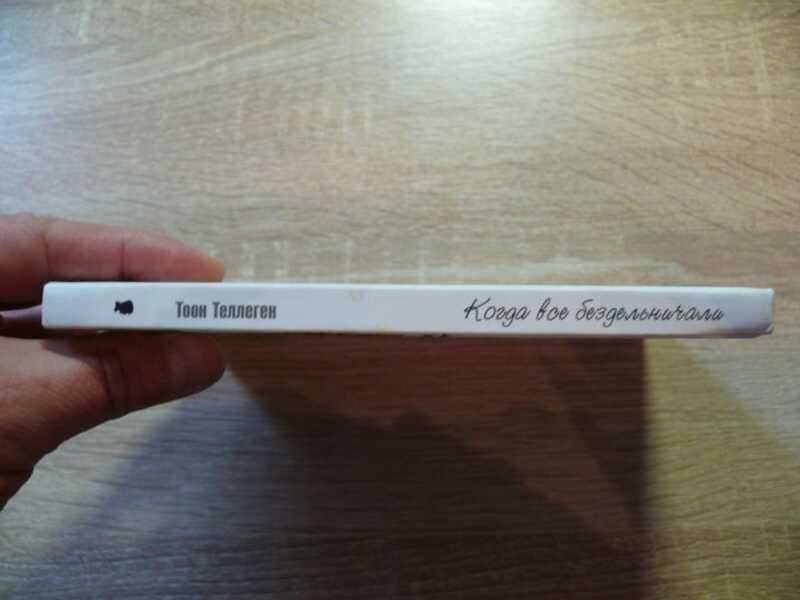 Тоон Теллеген
Когда все бездельничали